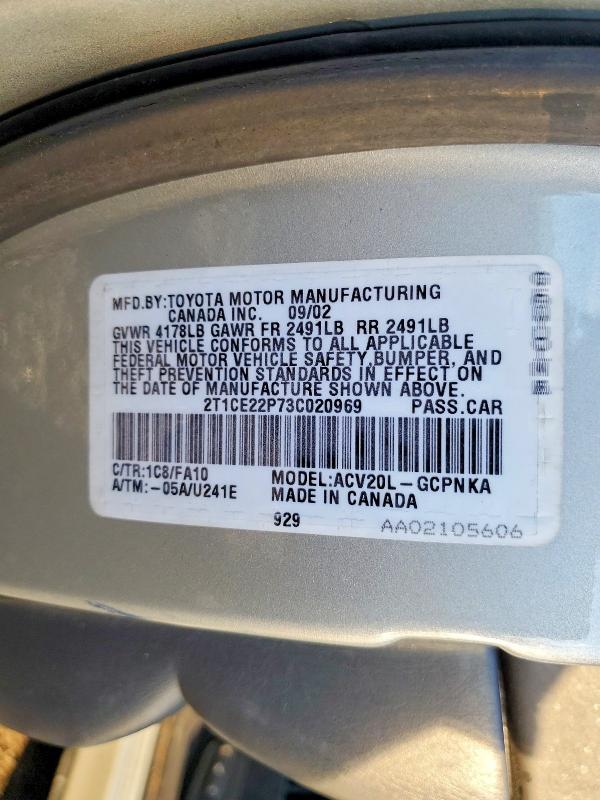 MFD.BY:TOYOTA MOTOR MANUFACTURING
CANADA INC. 09/02
GVWR 4178LB GAWR FR 2491LB RR 2491LB
THIS VEHICLE CONFORMS TO ALL APPLICABLE
FEDERAL MOTOR VEHICLE SAFETY,BUMPER, AND
THEFT PREVENTION STANDARDS IN EFFECT ON
THE DATE OF MANUFACTURE SHOWN ABOVE.
2T1CE22P73C020969 PASS.CAR
C/TR:1C8/FA10 MODEL:ACV20L-GCPNKA
A/TM:-05A/U241E MADE IN CANADA
929
AA02105606